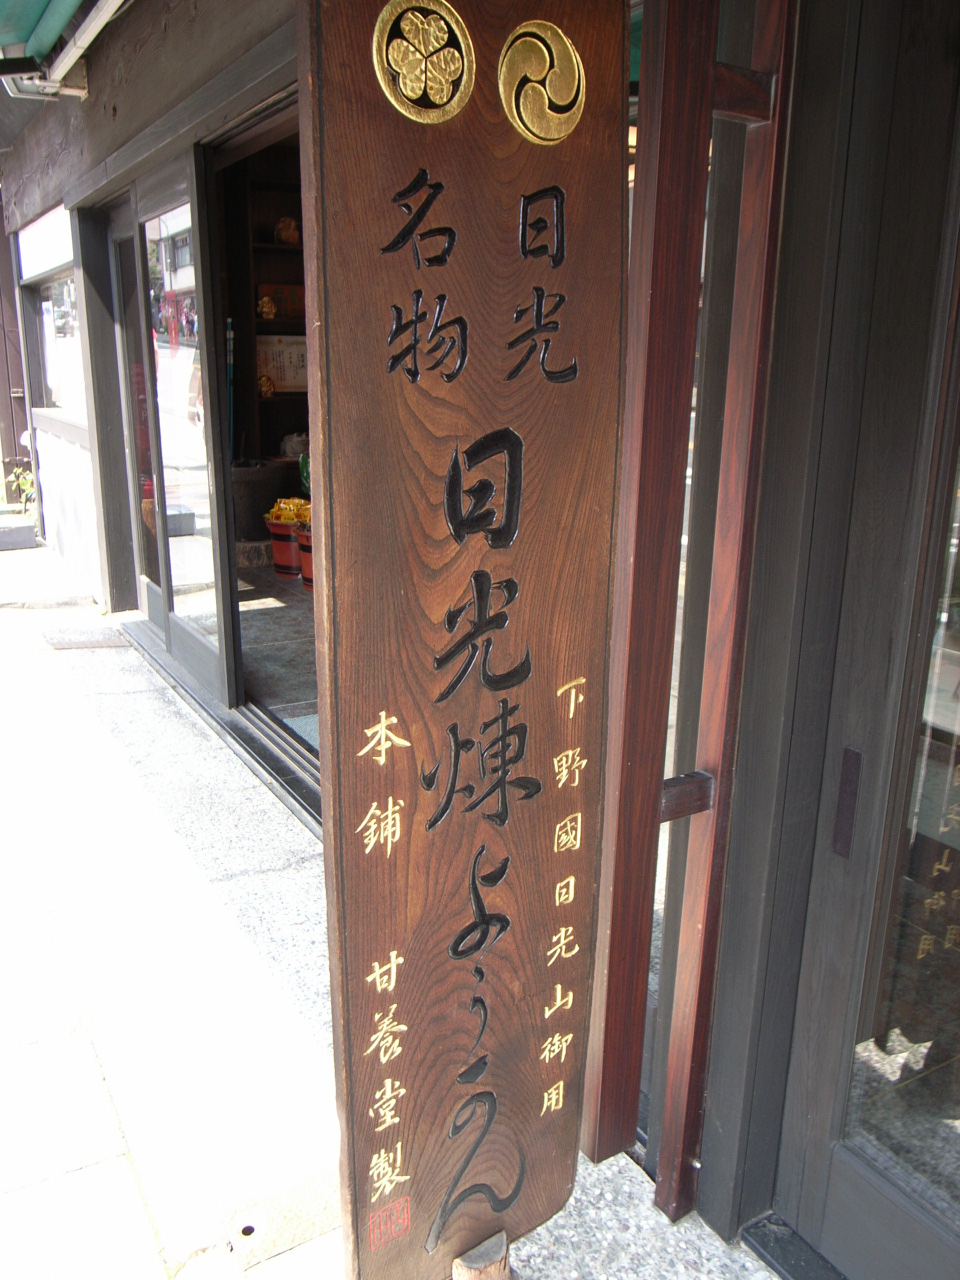 日光
名物
下野國日光山御用
日光煉ようかん
本舗 甘養堂製